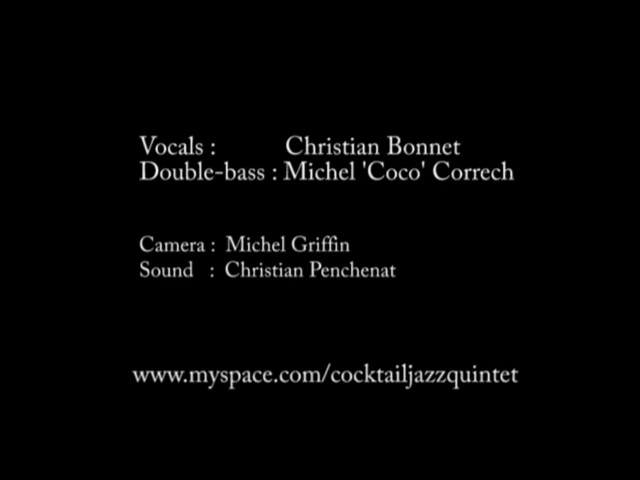 Vocals : Christian Bonnet
Double-bass : Michel 'Coco' Correch
Camera : Michel Griffin
Sound : Christian Penchenat
www.myspace.com/cocktailjazzquintet